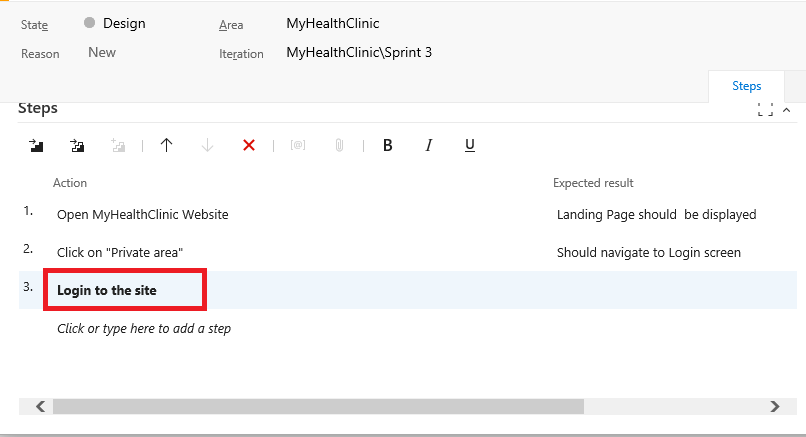 State Design Area MyHealthClinic
Reason New Iteration MyHealthClinic\Sprint 3
Steps
Steps
[@] B I U
Action Expected result
1. Open MyHealthClinic Website Landing Page should  be displayed
2. Click on "Private area" Should navigate to Login screen
3. Login to the site
Click or type here to add a step